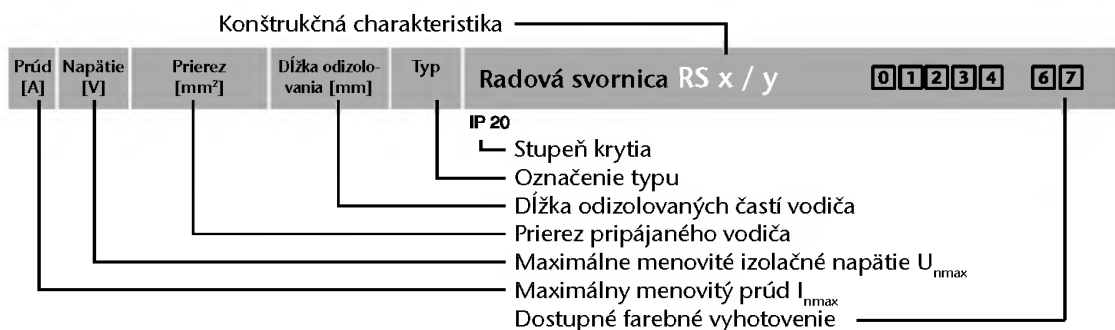 Konštrukčná charakteristika
Prúd [A]
Napätie [V]
Prierez [mm²]
Dĺžka odizolo-
vania [mm]
Typ
Radová svornica RS x / y
0 1 2 3 4 6 7
IP 20
Stupeň krytia
Označenie typu
Dĺžka odizolovaných častí vodiča
Prierez pripájaného vodiča
Maximálne menovité izolačné napätie Unmax
Maximálny menovitý prúd Inmax
Dostupné farebné vyhotovenie